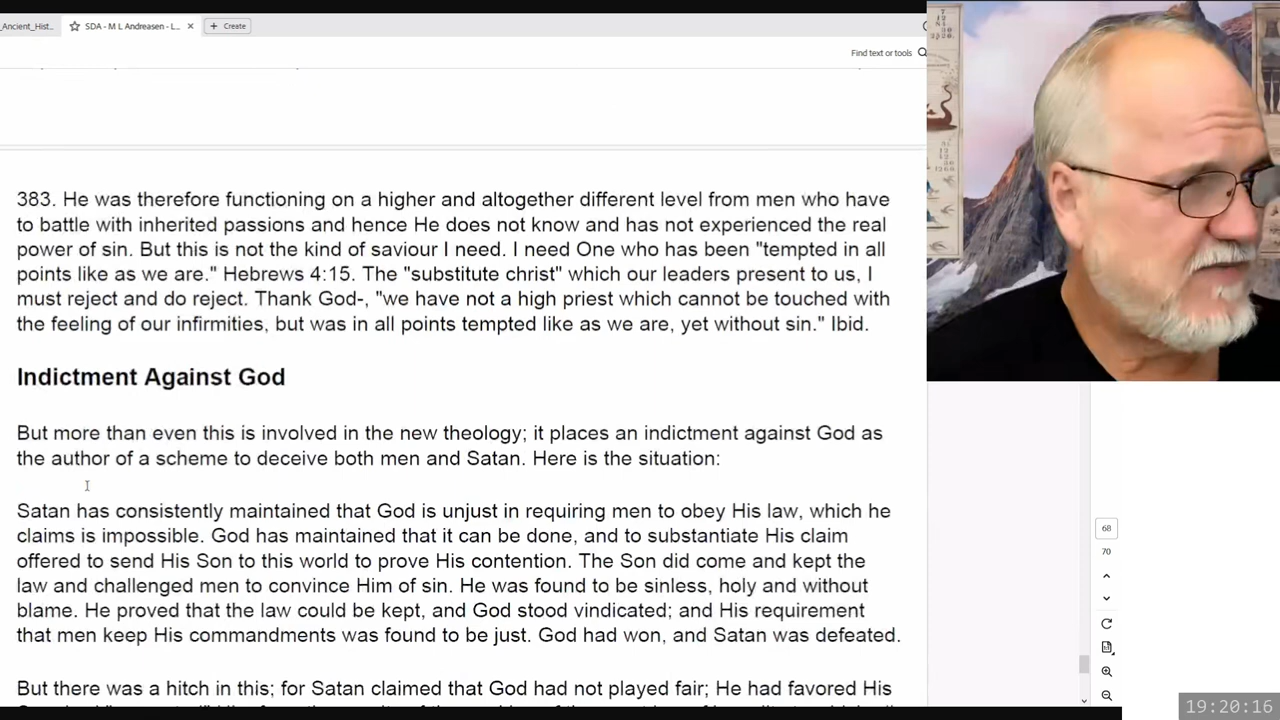 _Ancient_Hist...
SDA - M L Andreasen - L...
Create
Find text or tools
383. He was therefore functioning on a higher and altogether different level from men who have
to battle with inherited passions and hence He does not know and has not experienced the real
power of sin. But this is not the kind of saviour I need. I need One who has been "tempted in all
points like as we are." Hebrews 4:15. The "substitute christ" which our leaders present to us, I
must reject and do reject. Thank God-, "we have not a high priest which cannot be touched with
the feeling of our infirmities, but was in all points tempted like as we are, yet without sin." Ibid.
Indictment Against God
But more than even this is involved in the new theology; it places an indictment against God as
the author of a scheme to deceive both men and Satan. Here is the situation:
Satan has consistently maintained that God is unjust in requiring men to obey His law, which he
claims is impossible. God has maintained that it can be done, and to substantiate His claim
offered to send His Son to this world to prove His contention. The Son did come and kept the
law and challenged men to convince Him of sin. He was found to be sinless, holy and without
blame. He proved that the law could be kept, and God stood vindicated; and His requirement
that men keep His commandments was found to be just. God had won, and Satan was defeated.
But there was a hitch in this; for Satan claimed that God had not played fair; He had favored His
68
70
19:20:16